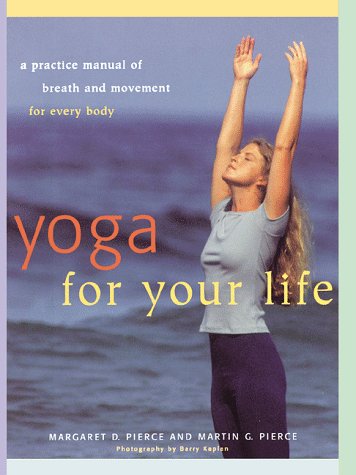 a practice manual of
breath and movement
for every body
yoga
for your life
MARGARET D. PIERCE AND MARTIN G. PIERCE
Photography by Barry Kaplan